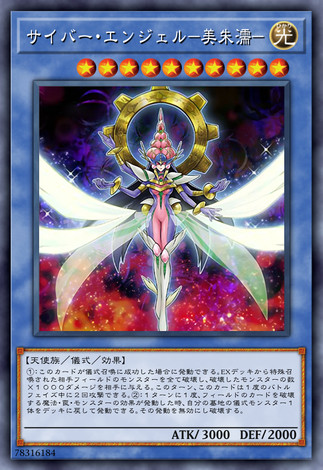 サイバー・エンジェル－美朱濡－
光
【天使族／儀式／効果】
①：このカードが儀式召喚に成功した場合に発動できる。EXデッキから特殊召
喚された相手フィールドのモンスターを全て破壊し、破壊したモンスターの数
×１０００ダメージを相手に与える。このターン、このカードは１度のバトル
フェイズ中に２回攻撃できる。②：１ターンに１度、フィールドのカードを破壊
する魔法・罠・モンスターの効果が発動した時、自分の墓地の儀式モンスター１
体をデッキに戻して発動できる。その発動を無効にし破壊する。
ATK/ 3000 DEF/ 2000
78316184